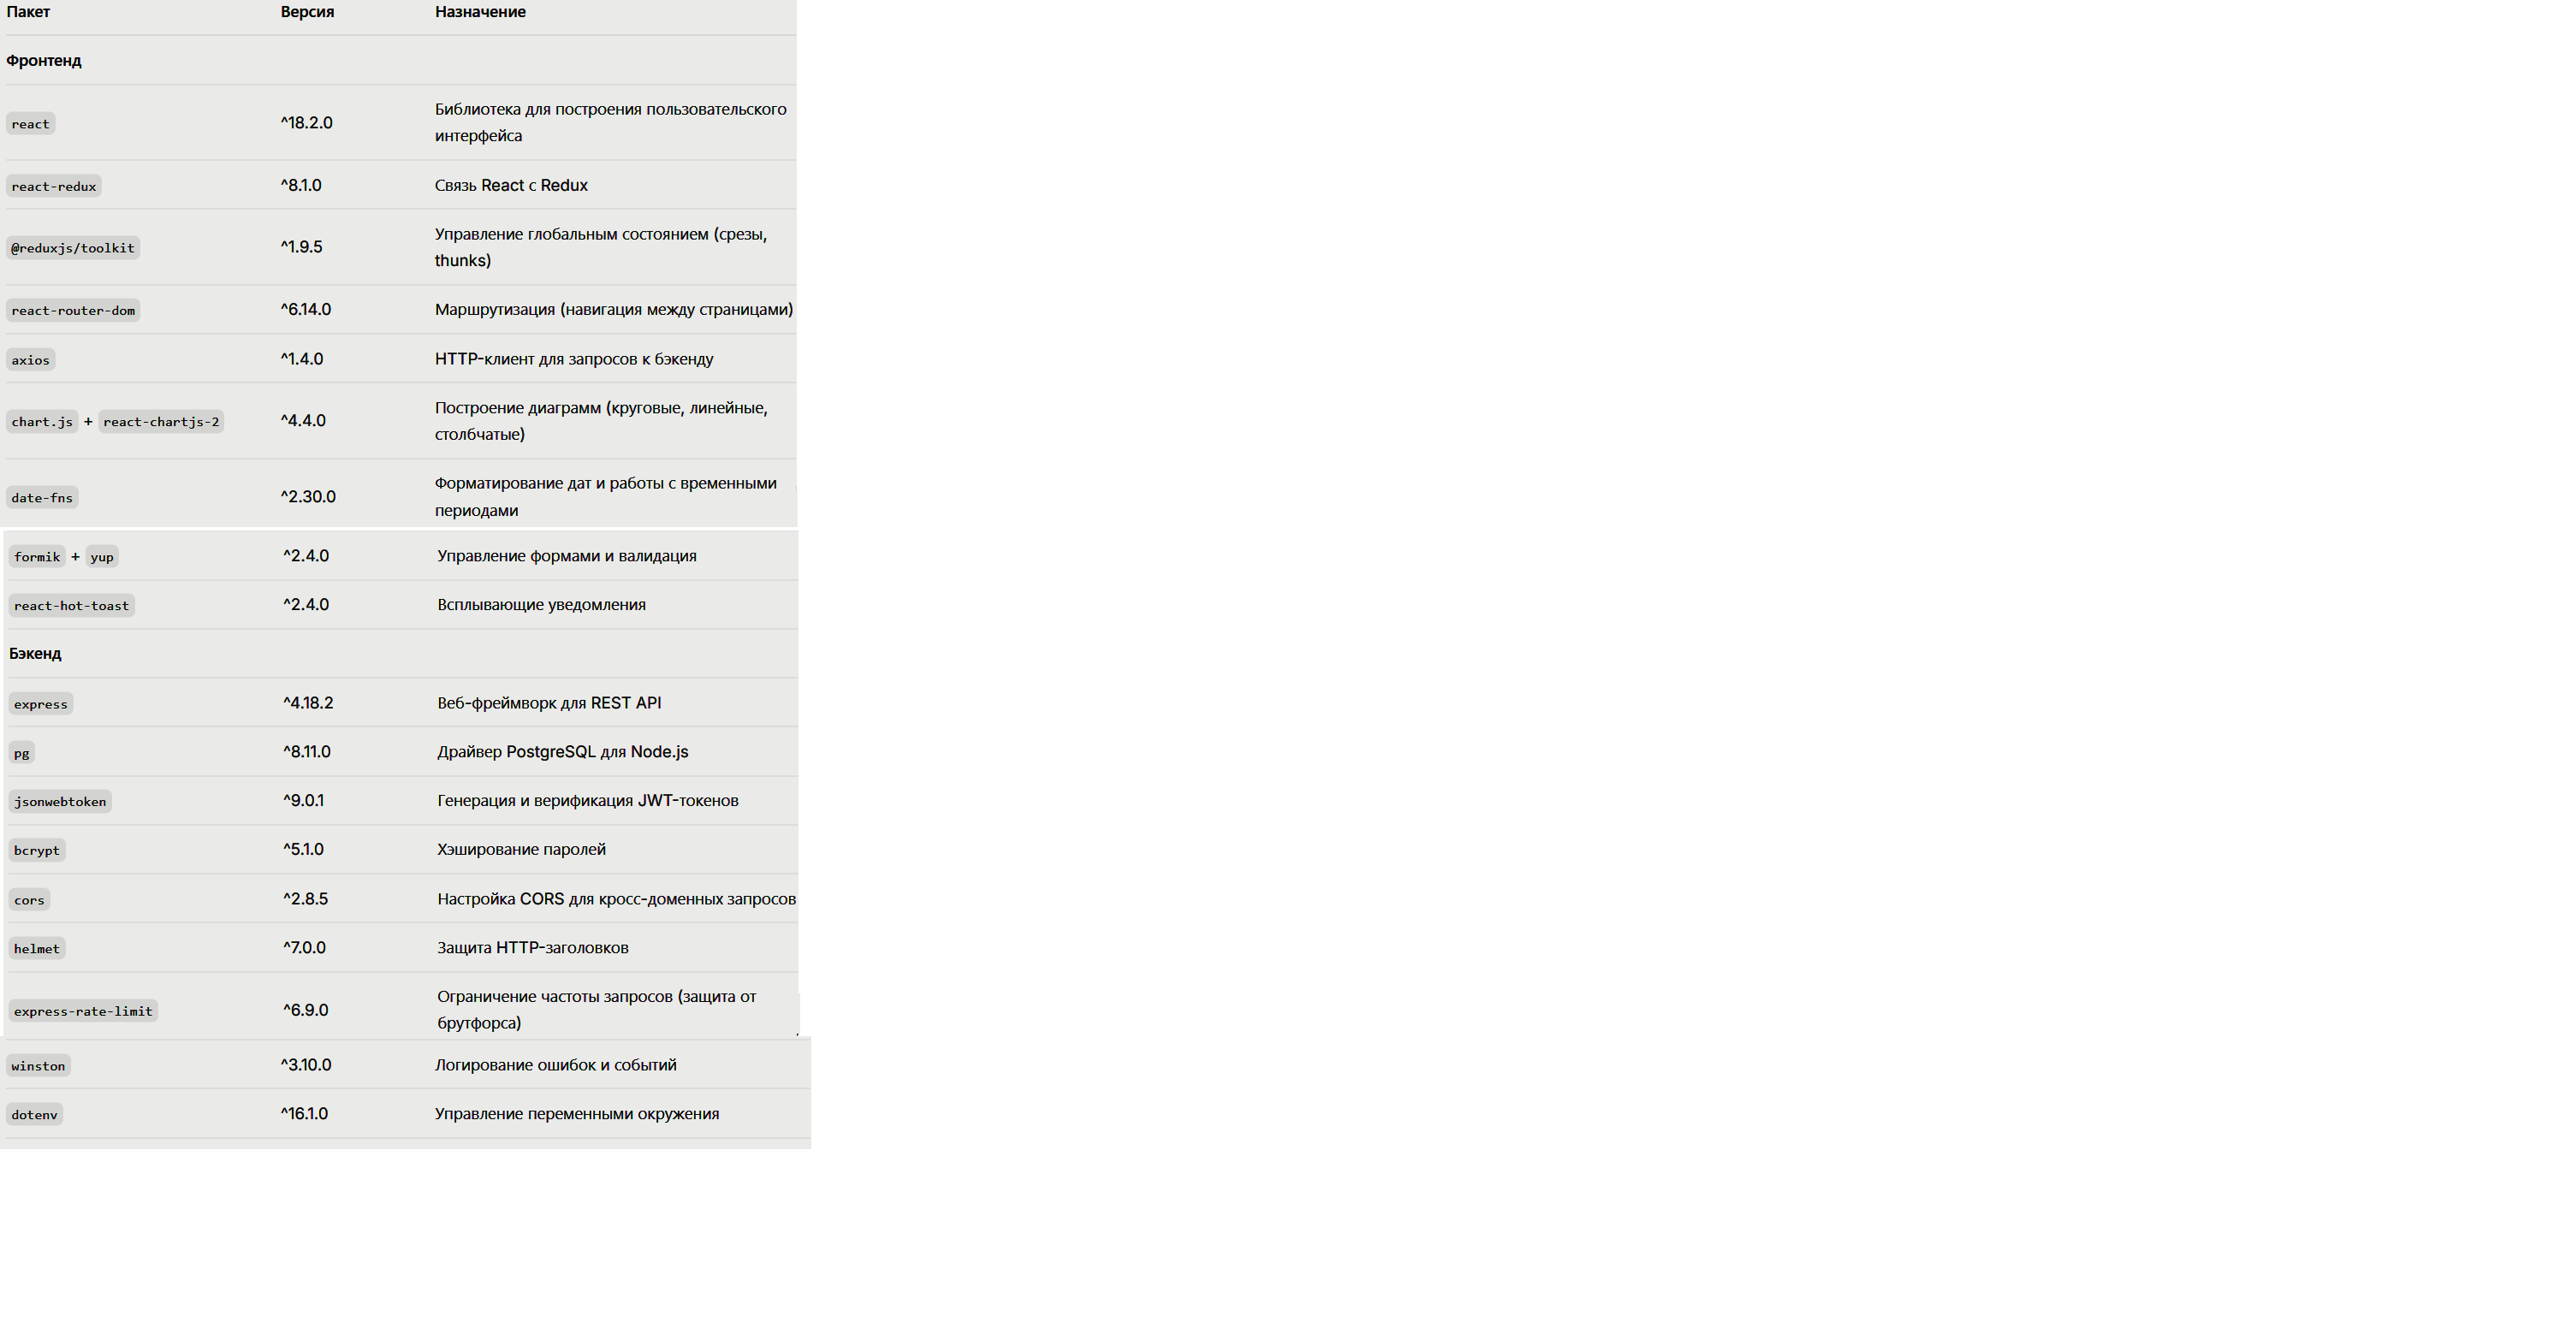 Пакет Версия Назначение
Фронтенд
react ^18.2.0 Библиотека для построения пользовательского
интерфейса
react-redux ^8.1.0 Связь React с Redux
@reduxjs/toolkit ^1.9.5 Управление глобальным состоянием (срезы,
thunks)
react-router-dom ^6.14.0 Маршрутизация (навигация между страницами)
axios ^1.4.0 HTTP-клиент для запросов к бэкенду
chart.js + react-chartjs-2 ^4.4.0 Построение диаграмм (круговые, линейные,
столбчатые)
date-fns ^2.30.0 Форматирование дат и работы с временными
периодами
formik + yup ^2.4.0 Управление формами и валидация
react-hot-toast ^2.4.0 Всплывающие уведомления
Бэкенд
express ^4.18.2 Веб-фреймворк для REST API
pg ^8.11.0 Драйвер PostgreSQL для Node.js
jsonwebtoken ^9.0.1 Генерация и верификация JWT-токенов
bcrypt ^5.1.0 Хэширование паролей
cors ^2.8.5 Настройка CORS для кросс-доменных запросов
helmet ^7.0.0 Защита HTTP-заголовков
express-rate-limit ^6.9.0 Ограничение частоты запросов (защита от
брутфорса)
winston ^3.10.0 Логирование ошибок и событий
dotenv ^16.1.0 Управление переменными окружения